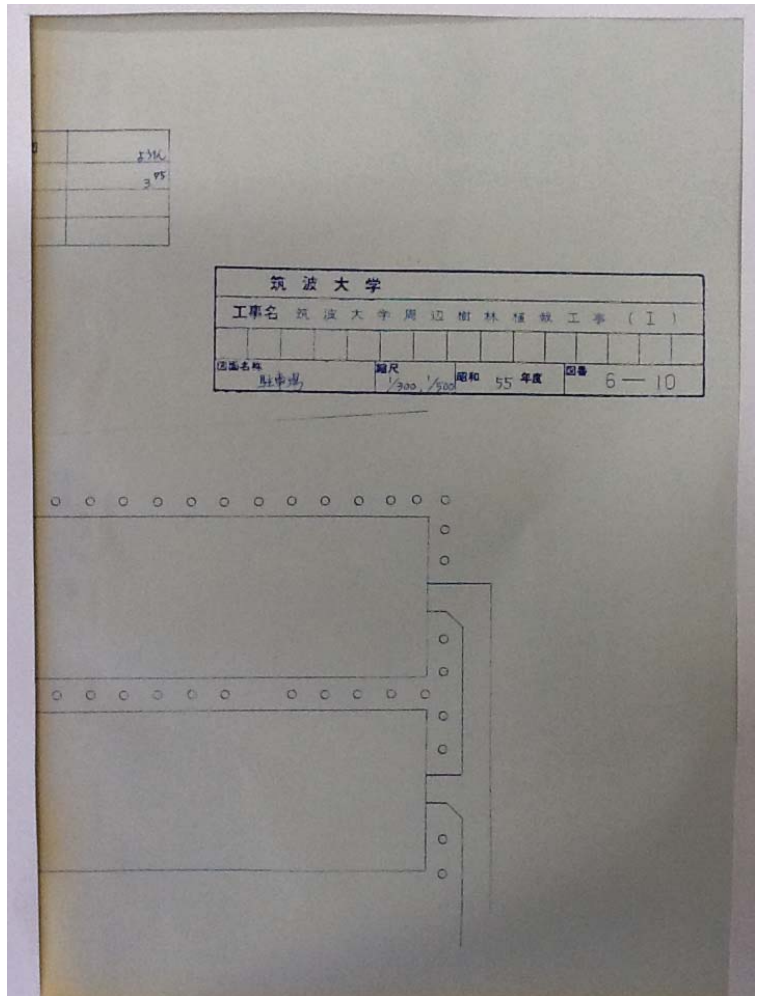 筑波大学
工事名 筑波大学周辺樹林植栽工事(I)
図面名称 駐車場 縮尺 1/300, 1/500 昭和 55 年度 図番 6—10